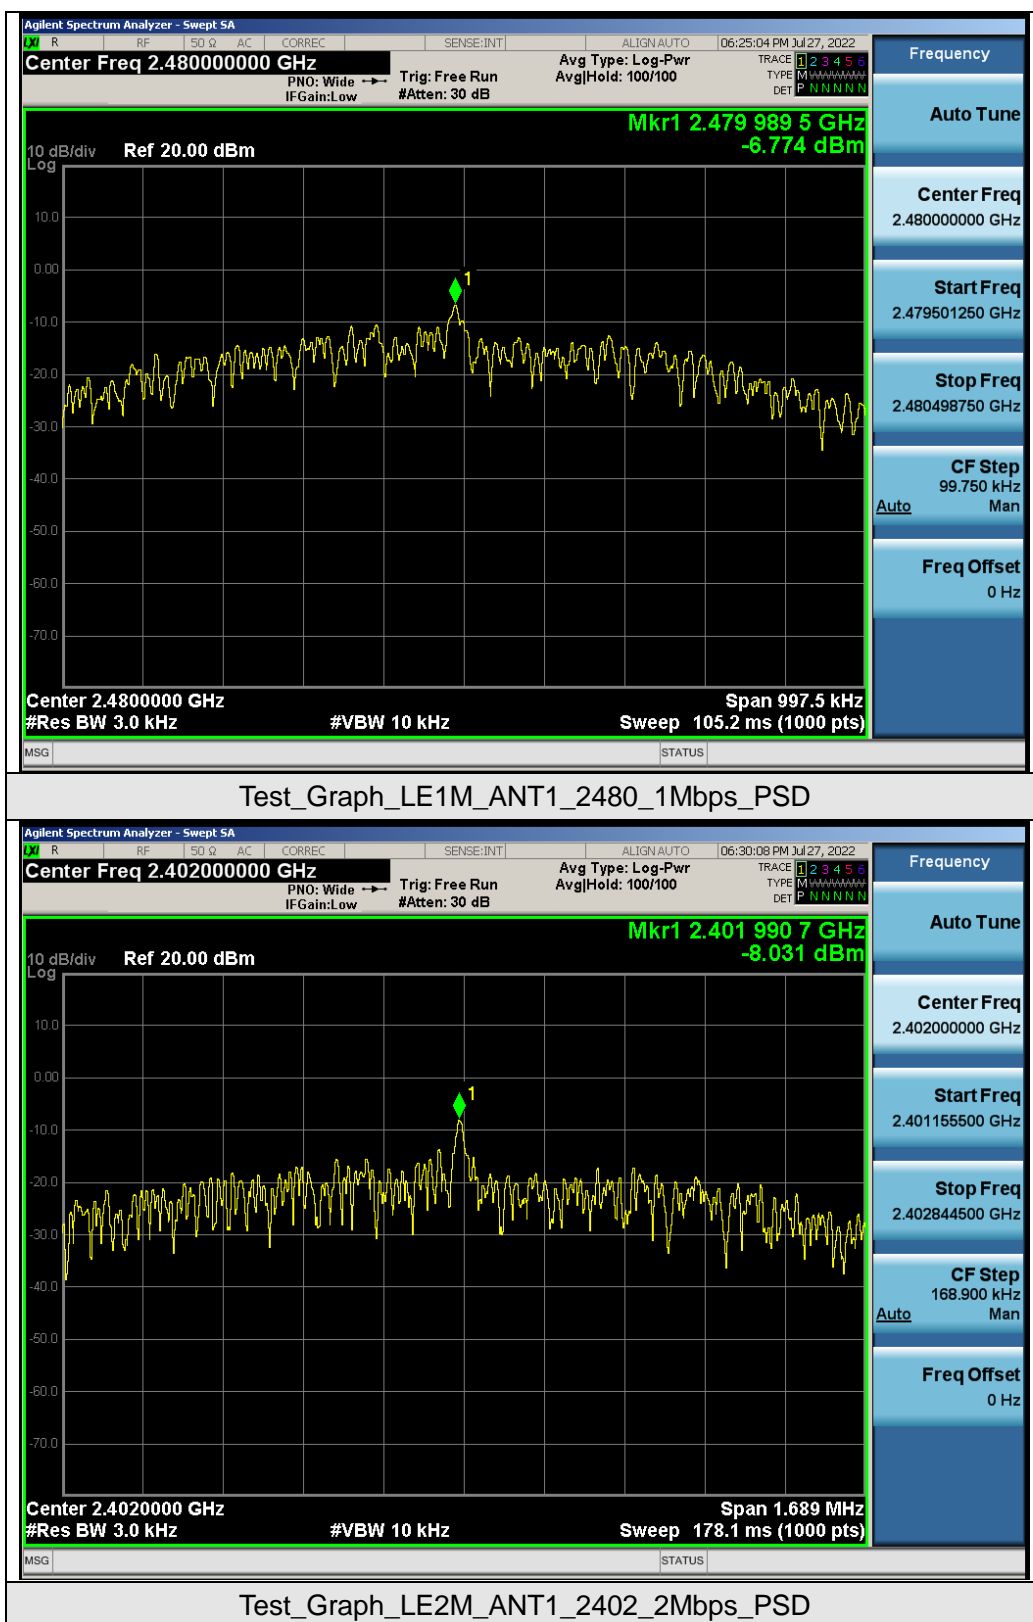 Agilent Spectrum Analyzer - Swept SA
LXI R RF 50 Ω AC CORREC SENSE:INT ALIGN AUTO 06:25:04 PM Jul 27, 2022
Center Freq 2.480000000 GHz
PNO: Wide
IFGain:Low
Trig: Free Run
#Atten: 30 dB
Avg Type: Log-Pwr
Avg|Hold: 100/100
TRACE 1 2 3 4 5 6
TYPE M
DET P N N N N N
Mkr1 2.479 989 5 GHz
-6.774 dBm
10 dB/div Ref 20.00 dBm
Log
10.0
0.00
-10.0
-20.0
-30.0
-40.0
-50.0
-60.0
-70.0
1
Center 2.4800000 GHz Span 997.5 kHz
#Res BW 3.0 kHz #VBW 10 kHz Sweep 105.2 ms (1000 pts)
MSG STATUS
Frequency
Auto Tune
Center Freq
2.480000000 GHz
Start Freq
2.479501250 GHz
Stop Freq
2.480498750 GHz
CF Step
99.750 kHz
Auto Man
Freq Offset
0 Hz
Test_Graph_LE1M_ANT1_2480_1Mbps_PSD
Agilent Spectrum Analyzer - Swept SA
LXI R RF 50 Ω AC CORREC SENSE:INT ALIGN AUTO 06:30:08 PM Jul 27, 2022
Center Freq 2.402000000 GHz
PNO: Wide
IFGain:Low
Trig: Free Run
#Atten: 30 dB
Avg Type: Log-Pwr
Avg|Hold: 100/100
TRACE 1 2 3 4 5 6
TYPE M
DET P N N N N N
Mkr1 2.401 990 7 GHz
-8.031 dBm
10 dB/div Ref 20.00 dBm
Log
10.0
0.00
-10.0
-20.0
-30.0
-40.0
-50.0
-60.0
-70.0
1
Center 2.4020000 GHz Span 1.689 MHz
#Res BW 3.0 kHz #VBW 10 kHz Sweep 178.1 ms (1000 pts)
MSG STATUS
Frequency
Auto Tune
Center Freq
2.402000000 GHz
Start Freq
2.401155500 GHz
Stop Freq
2.402844500 GHz
CF Step
168.900 kHz
Auto Man
Freq Offset
0 Hz
Test_Graph_LE2M_ANT1_2402_2Mbps_PSD